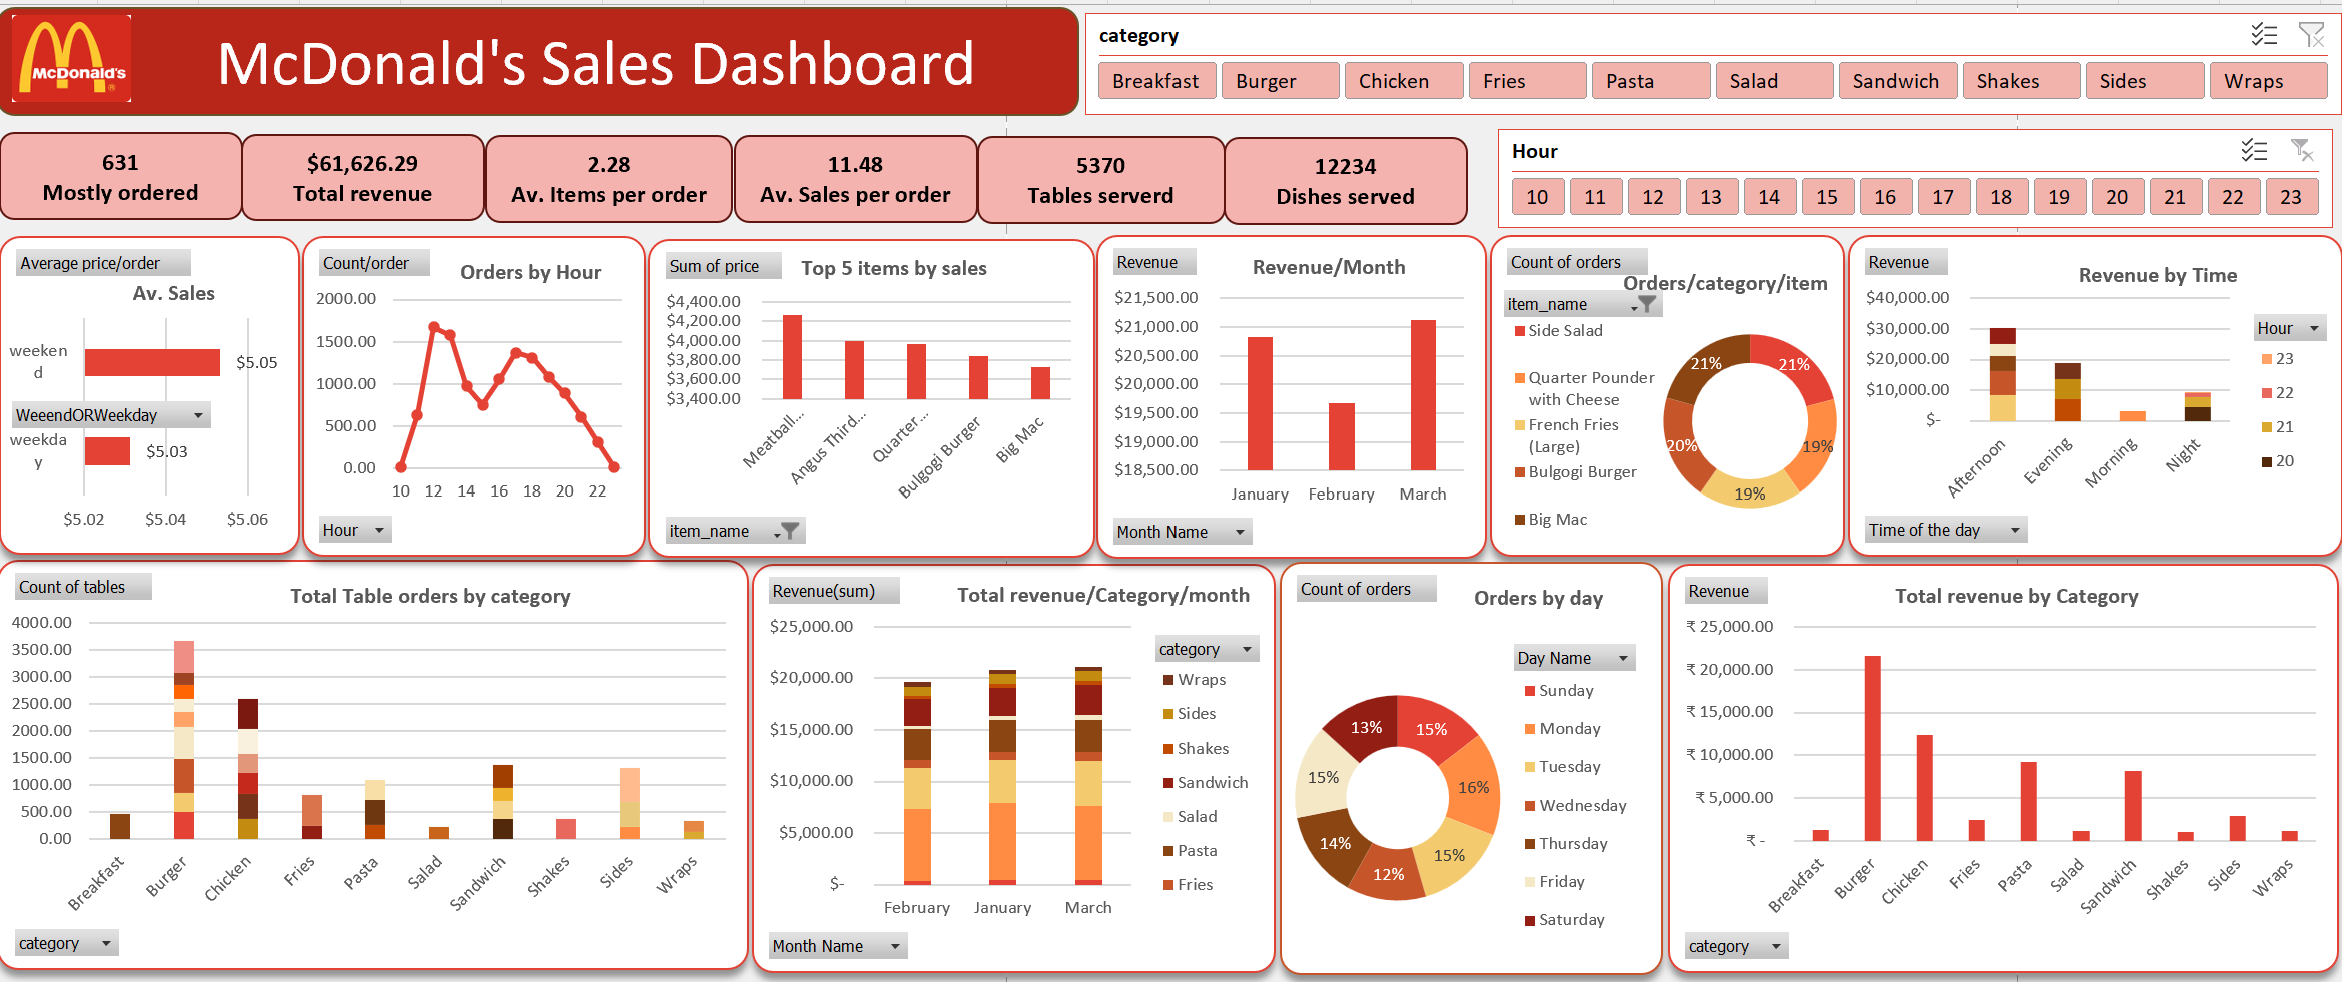 McDonald's
McDonald's Sales Dashboard
category
Breakfast Burger Chicken Fries Pasta Salad Sandwich Shakes Sides Wraps
631
Mostly ordered
$61,626.29
Total revenue
2.28
Av. Items per order
11.48
Av. Sales per order
5370
Tables serverd
12234
Dishes served
Hour
10 11 12 13 14 15 16 17 18 19 20 21 22 23
Average price/order
Av. Sales
weeken
d
$5.05
WeeendORWeekday
weekda
y
$5.03
$5.02 $5.04 $5.06
Count/order
Orders by Hour
2000.00
1500.00
1000.00
500.00
0.00
10 12 14 16 18 20 22
Hour
Sum of price
Top 5 items by sales
$4,400.00
$4,200.00
$4,000.00
$3,800.00
$3,600.00
$3,400.00
Meatball...
Angus Third...
Quarter...
Bulgogi Burger
Big Mac
item_name
Revenue
Revenue/Month
$21,500.00
$21,000.00
$20,500.00
$20,000.00
$19,500.00
$19,000.00
$18,500.00
January February March
Month Name
Count of orders
Orders/category/item
item_name
Side Salad
Quarter Pounder
with Cheese
French Fries
(Large)
Bulgogi Burger
Big Mac
21%
21%
20%
19%
19%
Revenue
Revenue by Time
$40,000.00
$30,000.00
$20,000.00
$10,000.00
$-
Afternoon
Evening
Morning
Night
Hour
23
22
21
20
Time of the day
Count of tables
Total Table orders by category
4000.00
3500.00
3000.00
2500.00
2000.00
1500.00
1000.00
500.00
0.00
Breakfast
Burger
Chicken
Fries
Pasta
Salad
Sandwich
Shakes
Sides
Wraps
category
Revenue(sum)
Total revenue/Category/month
$25,000.00
$20,000.00
$15,000.00
$10,000.00
$5,000.00
$-
February January March
category
Wraps
Sides
Shakes
Sandwich
Salad
Pasta
Fries
Month Name
Count of orders
Orders by day
Day Name
Sunday
Monday
Tuesday
Wednesday
Thursday
Friday
Saturday
13%
15%
15%
16%
14%
15%
12%
Revenue
Total revenue by Category
₹ 25,000.00
₹ 20,000.00
₹ 15,000.00
₹ 10,000.00
₹ 5,000.00
₹ -
Breakfast
Burger
Chicken
Fries
Pasta
Salad
Sandwich
Shakes
Sides
Wraps
category